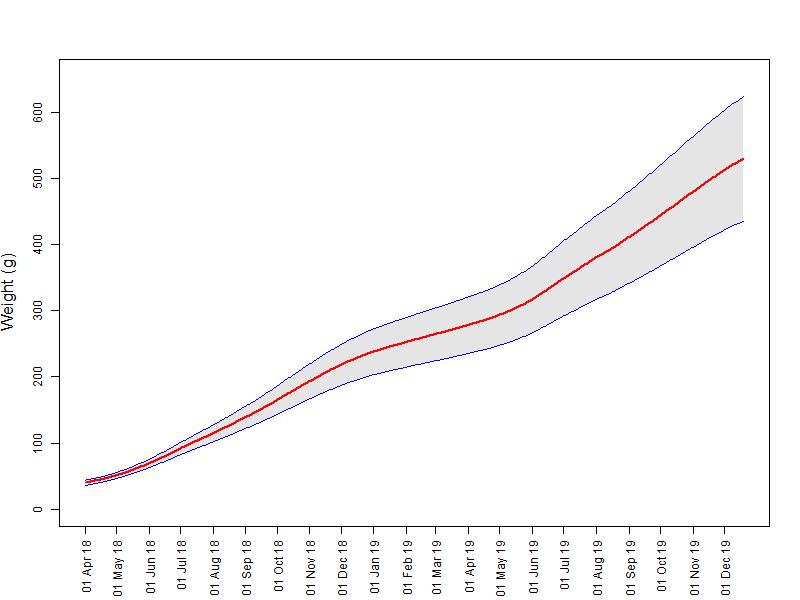 600
500
400
300
200
100
0
Weight (g)
01 Apr 18
01 May 18
01 Jun 18
01 Jul 18
01 Aug 18
01 Sep 18
01 Oct 18
01 Nov 18
01 Dec 18
01 Jan 19
01 Feb 19
01 Mar 19
01 Apr 19
01 May 19
01 Jun 19
01 Jul 19
01 Aug 19
01 Sep 19
01 Oct 19
01 Nov 19
01 Dec 19